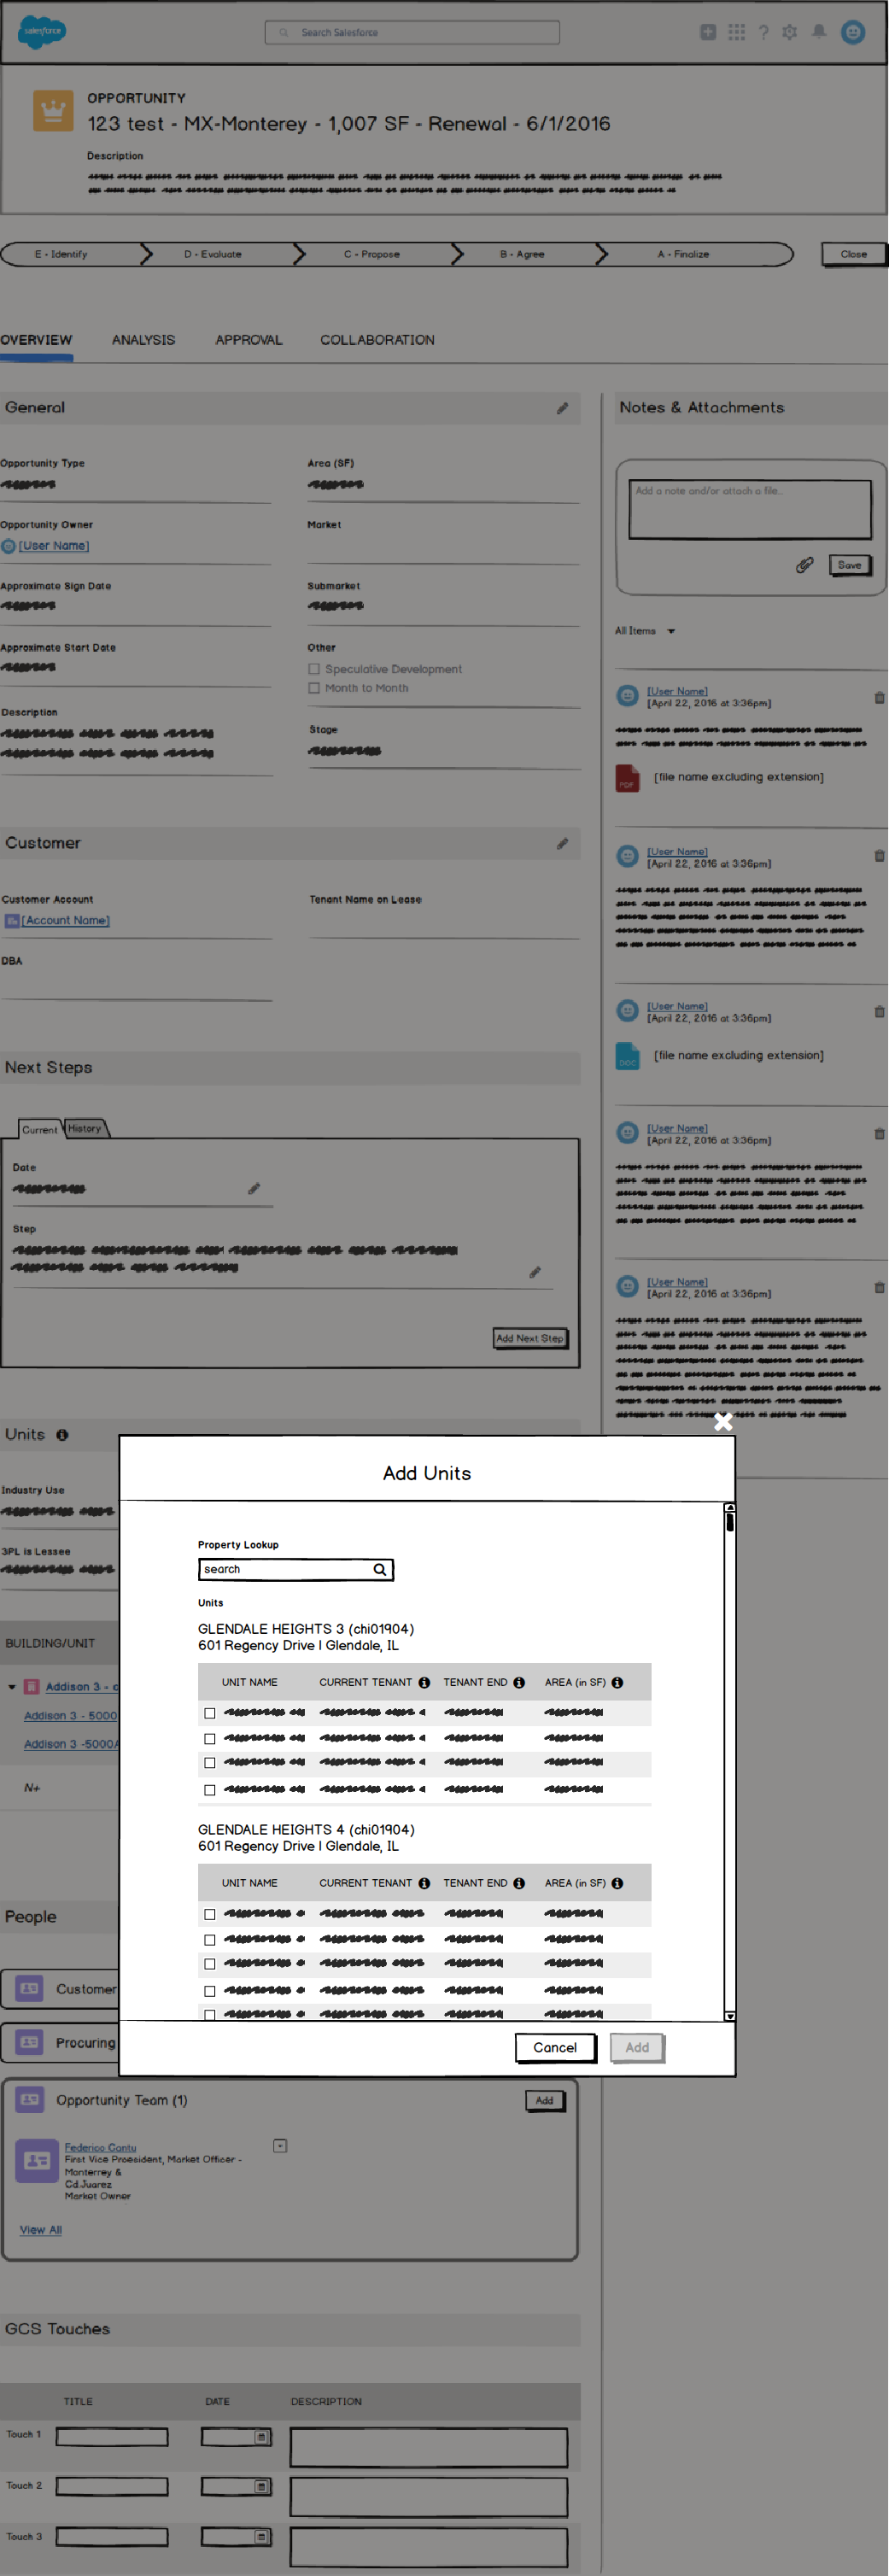 salesforce
Search Salesforce
OPPORTUNITY
123 test - MX-Monterey - 1,007 SF - Renewal - 6/1/2016
Description
E - Identify
D - Evaluate
C - Propose
B - Agree
A - Finalize
Close
OVERVIEW
ANALYSIS
APPROVAL
COLLABORATION
General
Opportunity Type
Area (SF)
Opportunity Owner
Market
[User Name]
Approximate Sign Date
Submarket
Approximate Start Date
Other
Speculative Development
Month to Month
Description
Stage
Customer
Customer Account
Tenant Name on Lease
[Account Name]
DBA
Next Steps
Current
History
Date
Step
Add Next Step
Notes & Attachments
Add a note and/or attach a file...
Save
All Items
[User Name]
[April 22, 2016 at 3:36pm]
PDF
[file name excluding extension]
[User Name]
[April 22, 2016 at 3:36pm]
[User Name]
[April 22, 2016 at 3:36pm]
DOC
[file name excluding extension]
[User Name]
[April 22, 2016 at 3:36pm]
[User Name]
[April 22, 2016 at 3:36pm]
Units
Industry Use
3PL is Lessee
BUILDING/UNIT
Addison 3 - c
Addison 3 - 5000
Addison 3 -5000A
N+
Add Units
Property Lookup
search
Units
GLENDALE HEIGHTS 3 (chi01904)
601 Regency Drive | Glendale, IL
UNIT NAME
CURRENT TENANT
TENANT END
AREA (in SF)
GLENDALE HEIGHTS 4 (chi01904)
601 Regency Drive | Glendale, IL
UNIT NAME
CURRENT TENANT
TENANT END
AREA (in SF)
Cancel
Add
People
Customer
Procuring
Opportunity Team (1)
Add
Federico Cantu
First Vice Preesident, Market Officer -
Monterrey &
Cd.Juarez
Market Owner
View All
GCS Touches
TITLE
DATE
DESCRIPTION
Touch 1
Touch 2
Touch 3